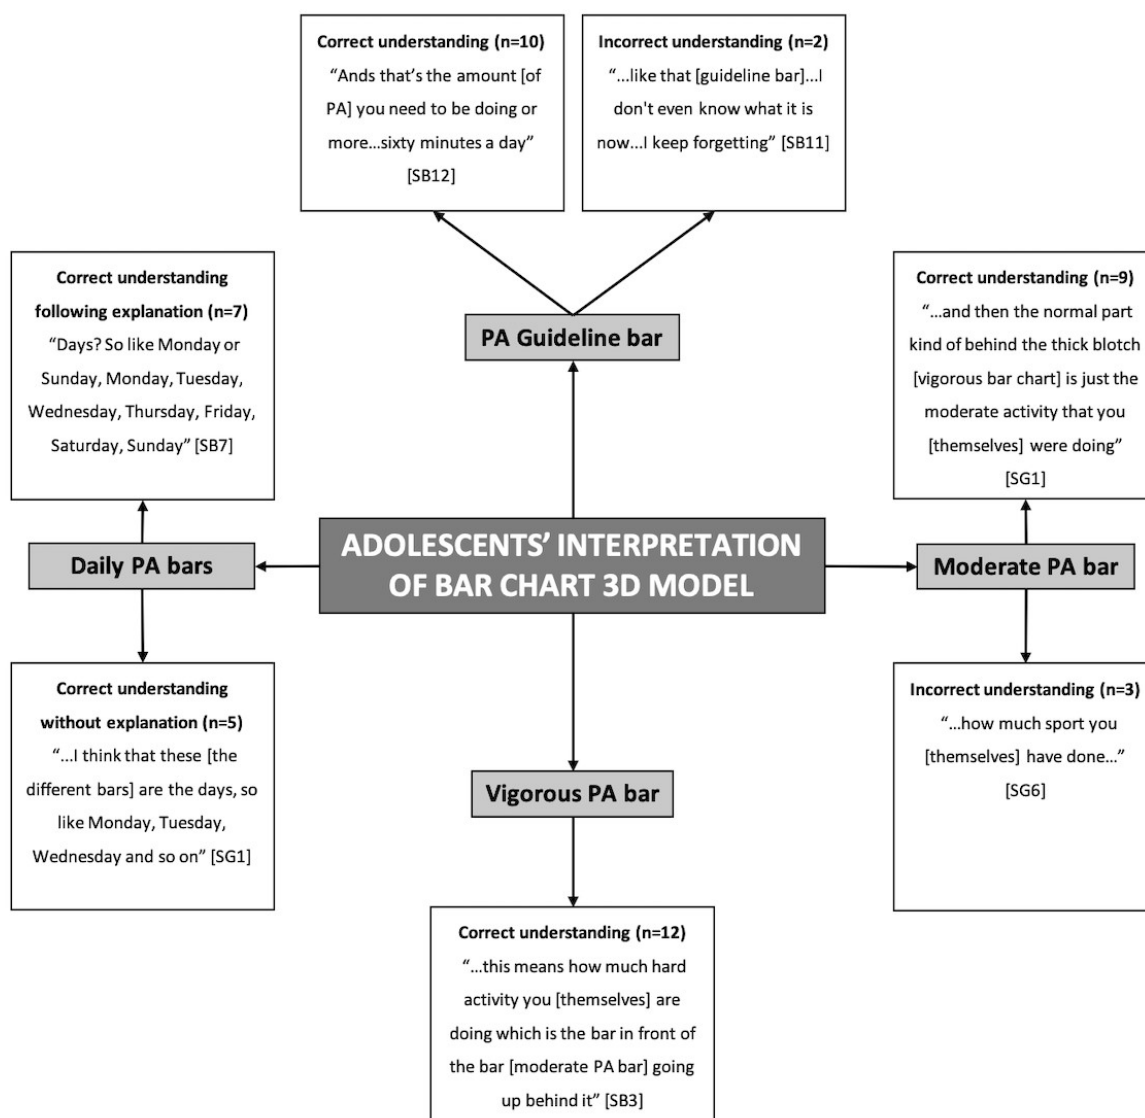 Correct understanding (n=10)
“Ands that’s the amount [of
PA] you need to be doing or
more…sixty minutes a day”
[SB12]
Incorrect understanding (n=2)
“…like that [guideline bar]…I
don't even know what it is
now…I keep forgetting” [SB11]
Correct understanding
following explanation (n=7)
“Days? So like Monday or
Sunday, Monday, Tuesday,
Wednesday, Thursday, Friday,
Saturday, Sunday” [SB7]
PA Guideline bar
Correct understanding (n=9)
“…and then the normal part
kind of behind the thick blotch
[vigorous bar chart] is just the
moderate activity that you
[themselves] were doing”
[SG1]
Daily PA bars
ADOLESCENTS’ INTERPRETATION
OF BAR CHART 3D MODEL
Moderate PA bar
Correct understanding
without explanation (n=5)
“…I think that these [the
different bars] are the days, so
like Monday, Tuesday,
Wednesday and so on” [SG1]
Vigorous PA bar
Incorrect understanding (n=3)
“…how much sport you
[themselves] have done…”
[SG6]
Correct understanding (n=12)
“…this means how much hard
activity you [themselves] are
doing which is the bar in front of
the bar [moderate PA bar] going
up behind it” [SB3]